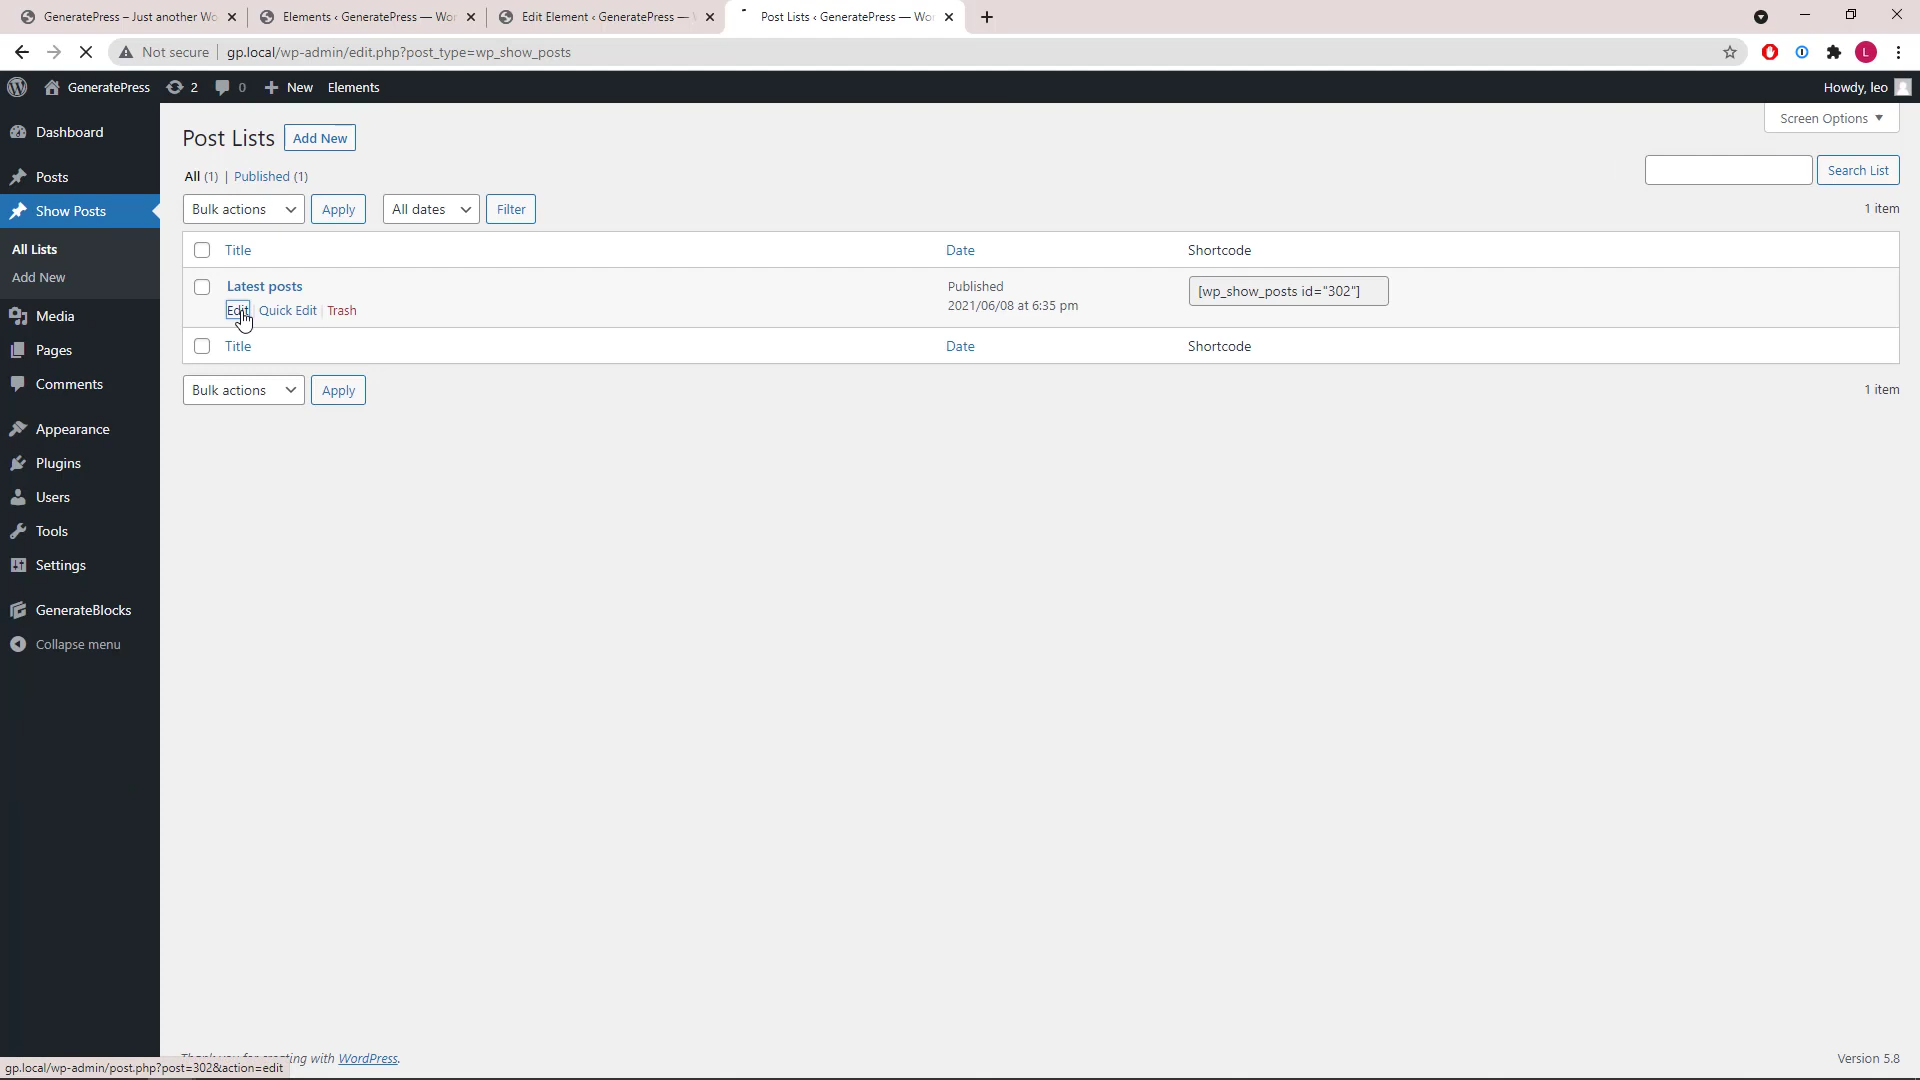 GeneratePress – Just another Wo
Elements ‹ GeneratePress — Wor
Edit Element ‹ GeneratePress —
Post Lists ‹ GeneratePress — Wor
Not secure
gp.local/wp-admin/edit.php?post_type=wp_show_posts
L
GeneratePress
2
0
New
Elements
Howdy, leo
Dashboard
Posts
Show Posts
All Lists
Add New
Media
Pages
Comments
Appearance
Plugins
Users
Tools
Settings
GenerateBlocks
Collapse menu
Screen Options
Post Lists
Add New
All (1) | Published (1)
Search List
Bulk actions
Apply
All dates
Filter
1 item
Title
Date
Shortcode
Latest posts
Published
2021/06/08 at 6:35 pm
[wp_show_posts id="302"]
Edit | Quick Edit | Trash
Title
Date
Shortcode
Bulk actions
Apply
1 item
Thank you for creating with WordPress.
Version 5.8
gp.local/wp-admin/post.php?post=302&action=edit